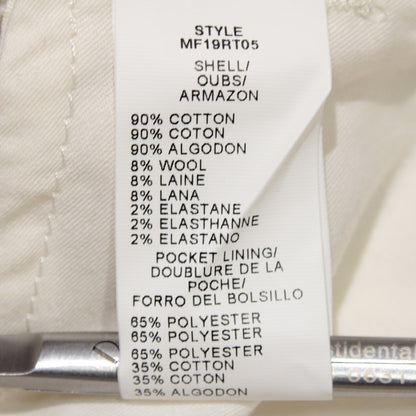 STYLE
MF19RT05
SHELL/
OUBS/
ARMAZON
90% COTTON
90% COTON
90% ALGODON
8% WOOL
8% LAINE
8% LANA
2% ELASTANE
2% ELASTHANNE
2% ELASTANO
POCKET LINING/
DOUBLURE DE LA
POCHE/
FORRO DEL BOLSILLO
65% POLYESTER
65% POLYESTER
65% POLYESTER
35% COTTON
35% COTON
35% ALGODON